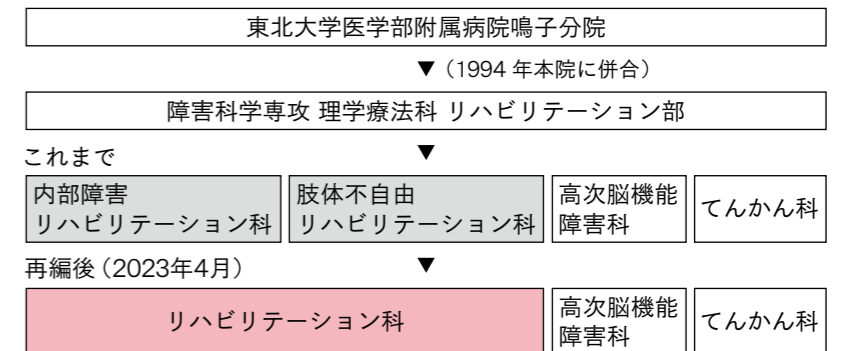 東北大学医学部附属病院鳴子分院
▼（1994 年本院に併合）
障害科学専攻 理学療法科 リハビリテーション部
これまで
▼
内部障害
リハビリテーション科
肢体不自由
リハビリテーション科
高次脳機能
障害科
てんかん科
再編後（2023年4月）
▼
リハビリテーション科
高次脳機能
障害科
てんかん科